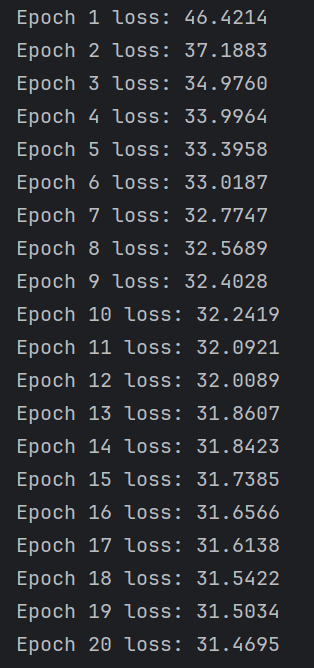 Epoch 1 loss: 46.4214
Epoch 2 loss: 37.1883
Epoch 3 loss: 34.9760
Epoch 4 loss: 33.9964
Epoch 5 loss: 33.3958
Epoch 6 loss: 33.0187
Epoch 7 loss: 32.7747
Epoch 8 loss: 32.5689
Epoch 9 loss: 32.4028
Epoch 10 loss: 32.2419
Epoch 11 loss: 32.0921
Epoch 12 loss: 32.0089
Epoch 13 loss: 31.8607
Epoch 14 loss: 31.8423
Epoch 15 loss: 31.7385
Epoch 16 loss: 31.6566
Epoch 17 loss: 31.6138
Epoch 18 loss: 31.5422
Epoch 19 loss: 31.5034
Epoch 20 loss: 31.4695